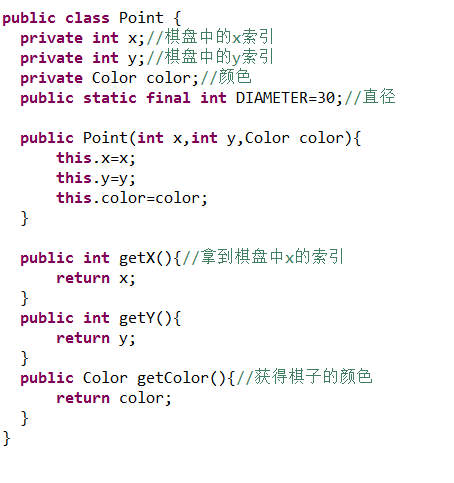 public class Point {
  private int x;//棋盘中的x索引
  private int y;//棋盘中的y索引
  private Color color;//颜色
  public static final int DIAMETER=30;//直径

  public Point(int x,int y,Color color){
      this.x=x;
      this.y=y;
      this.color=color;
  }

  public int getX(){//拿到棋盘中x的索引
      return x;
  }
  public int getY(){
      return y;
  }
  public Color getColor(){//获得棋子的颜色
      return color;
  }
}